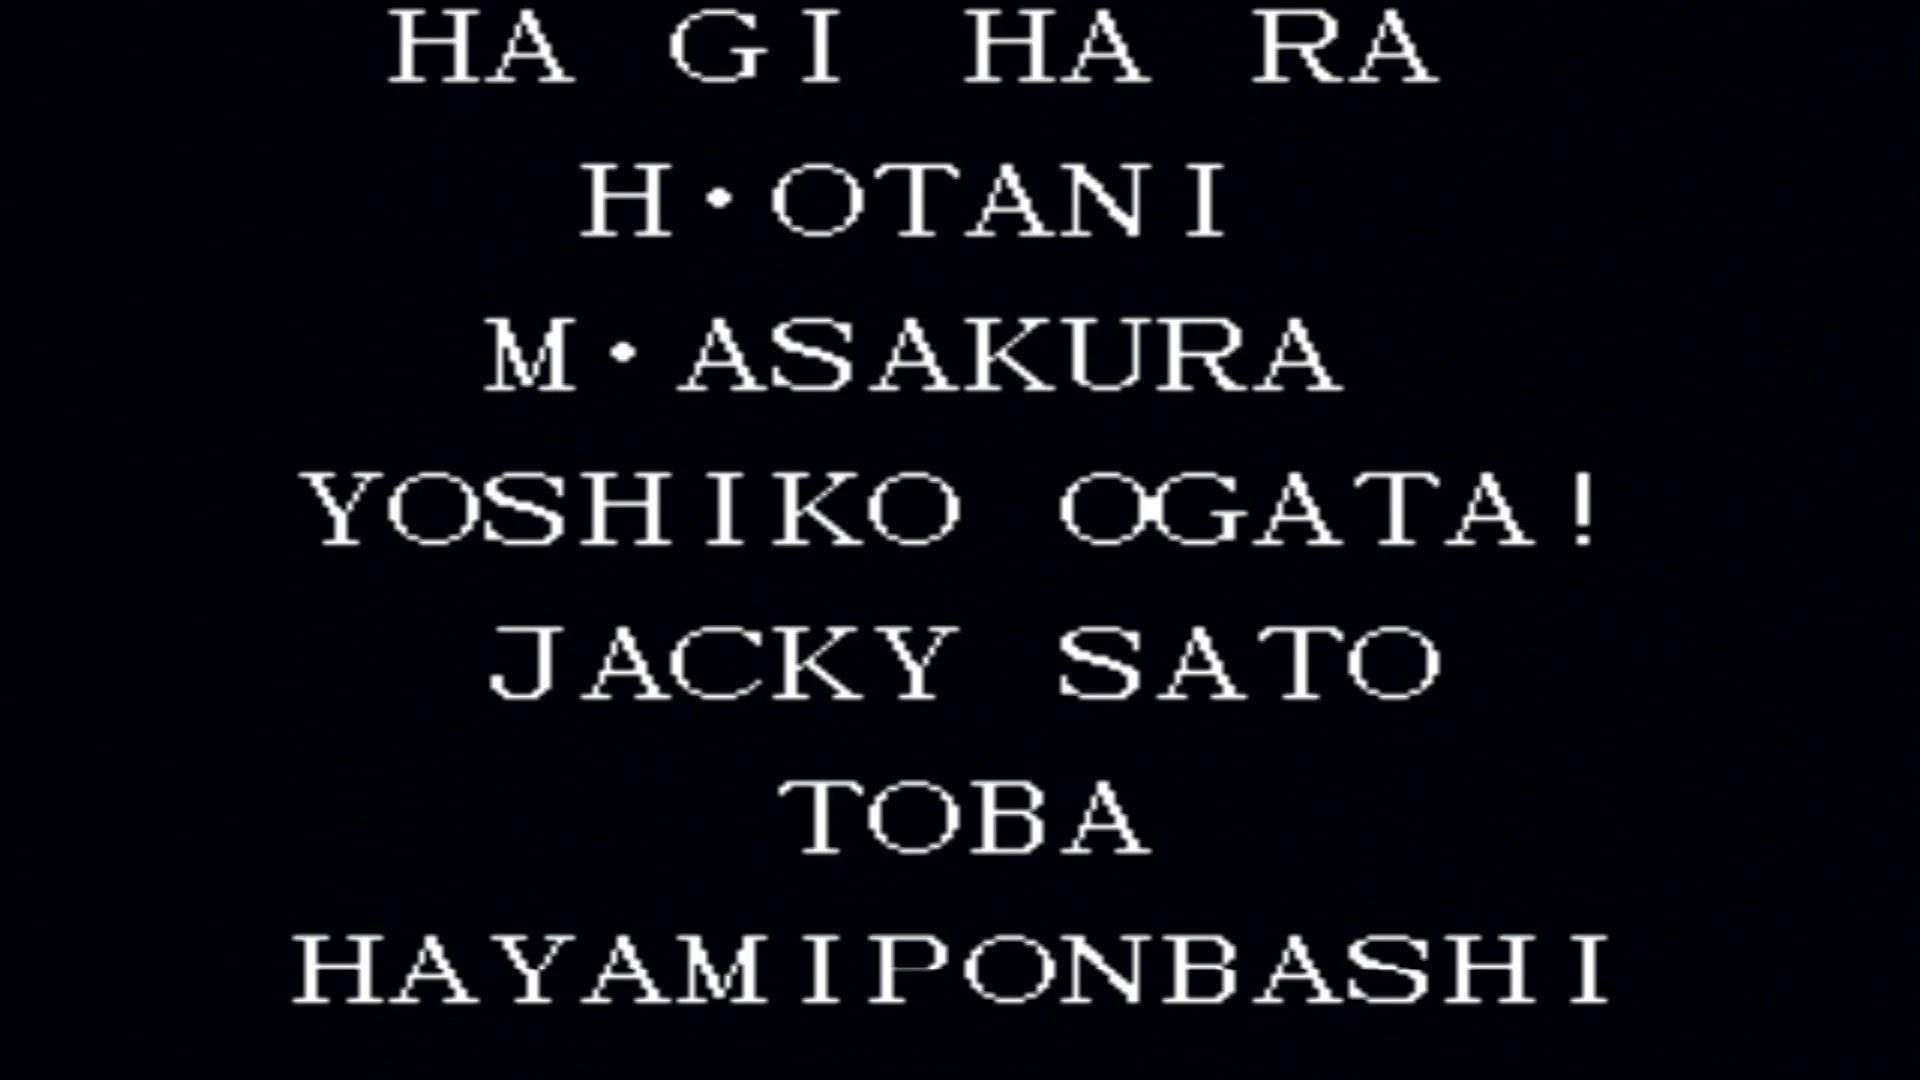 HA GI HA RA
H・OTANI
M・ASAKURA
YOSHIKO OGATA!
JACKY SATO
TOBA
HAYAMIPONBASHI